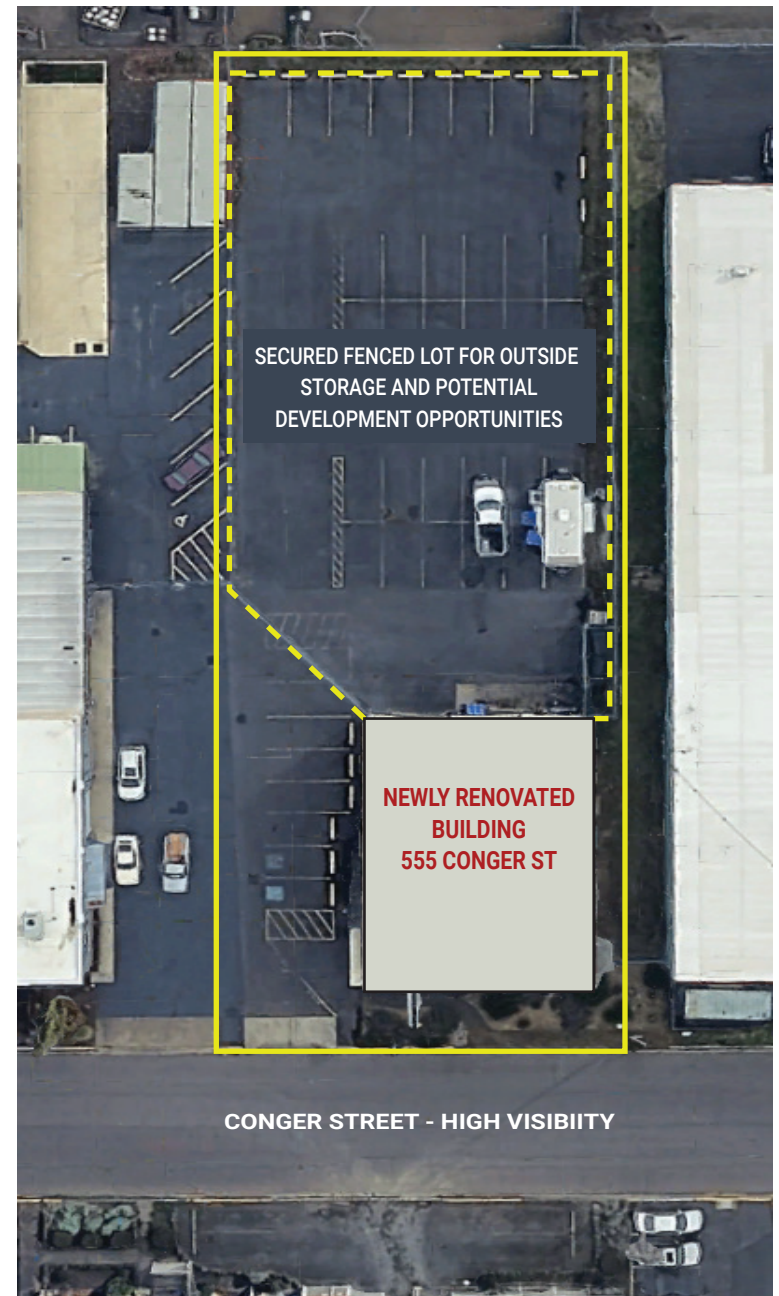 SECURED FENCED LOT FOR OUTSIDE
STORAGE AND POTENTIAL
DEVELOPMENT OPPORTUNITIES
NEWLY RENOVATED
BUILDING
555 CONGER ST
CONGER STREET - HIGH VISIBIITY